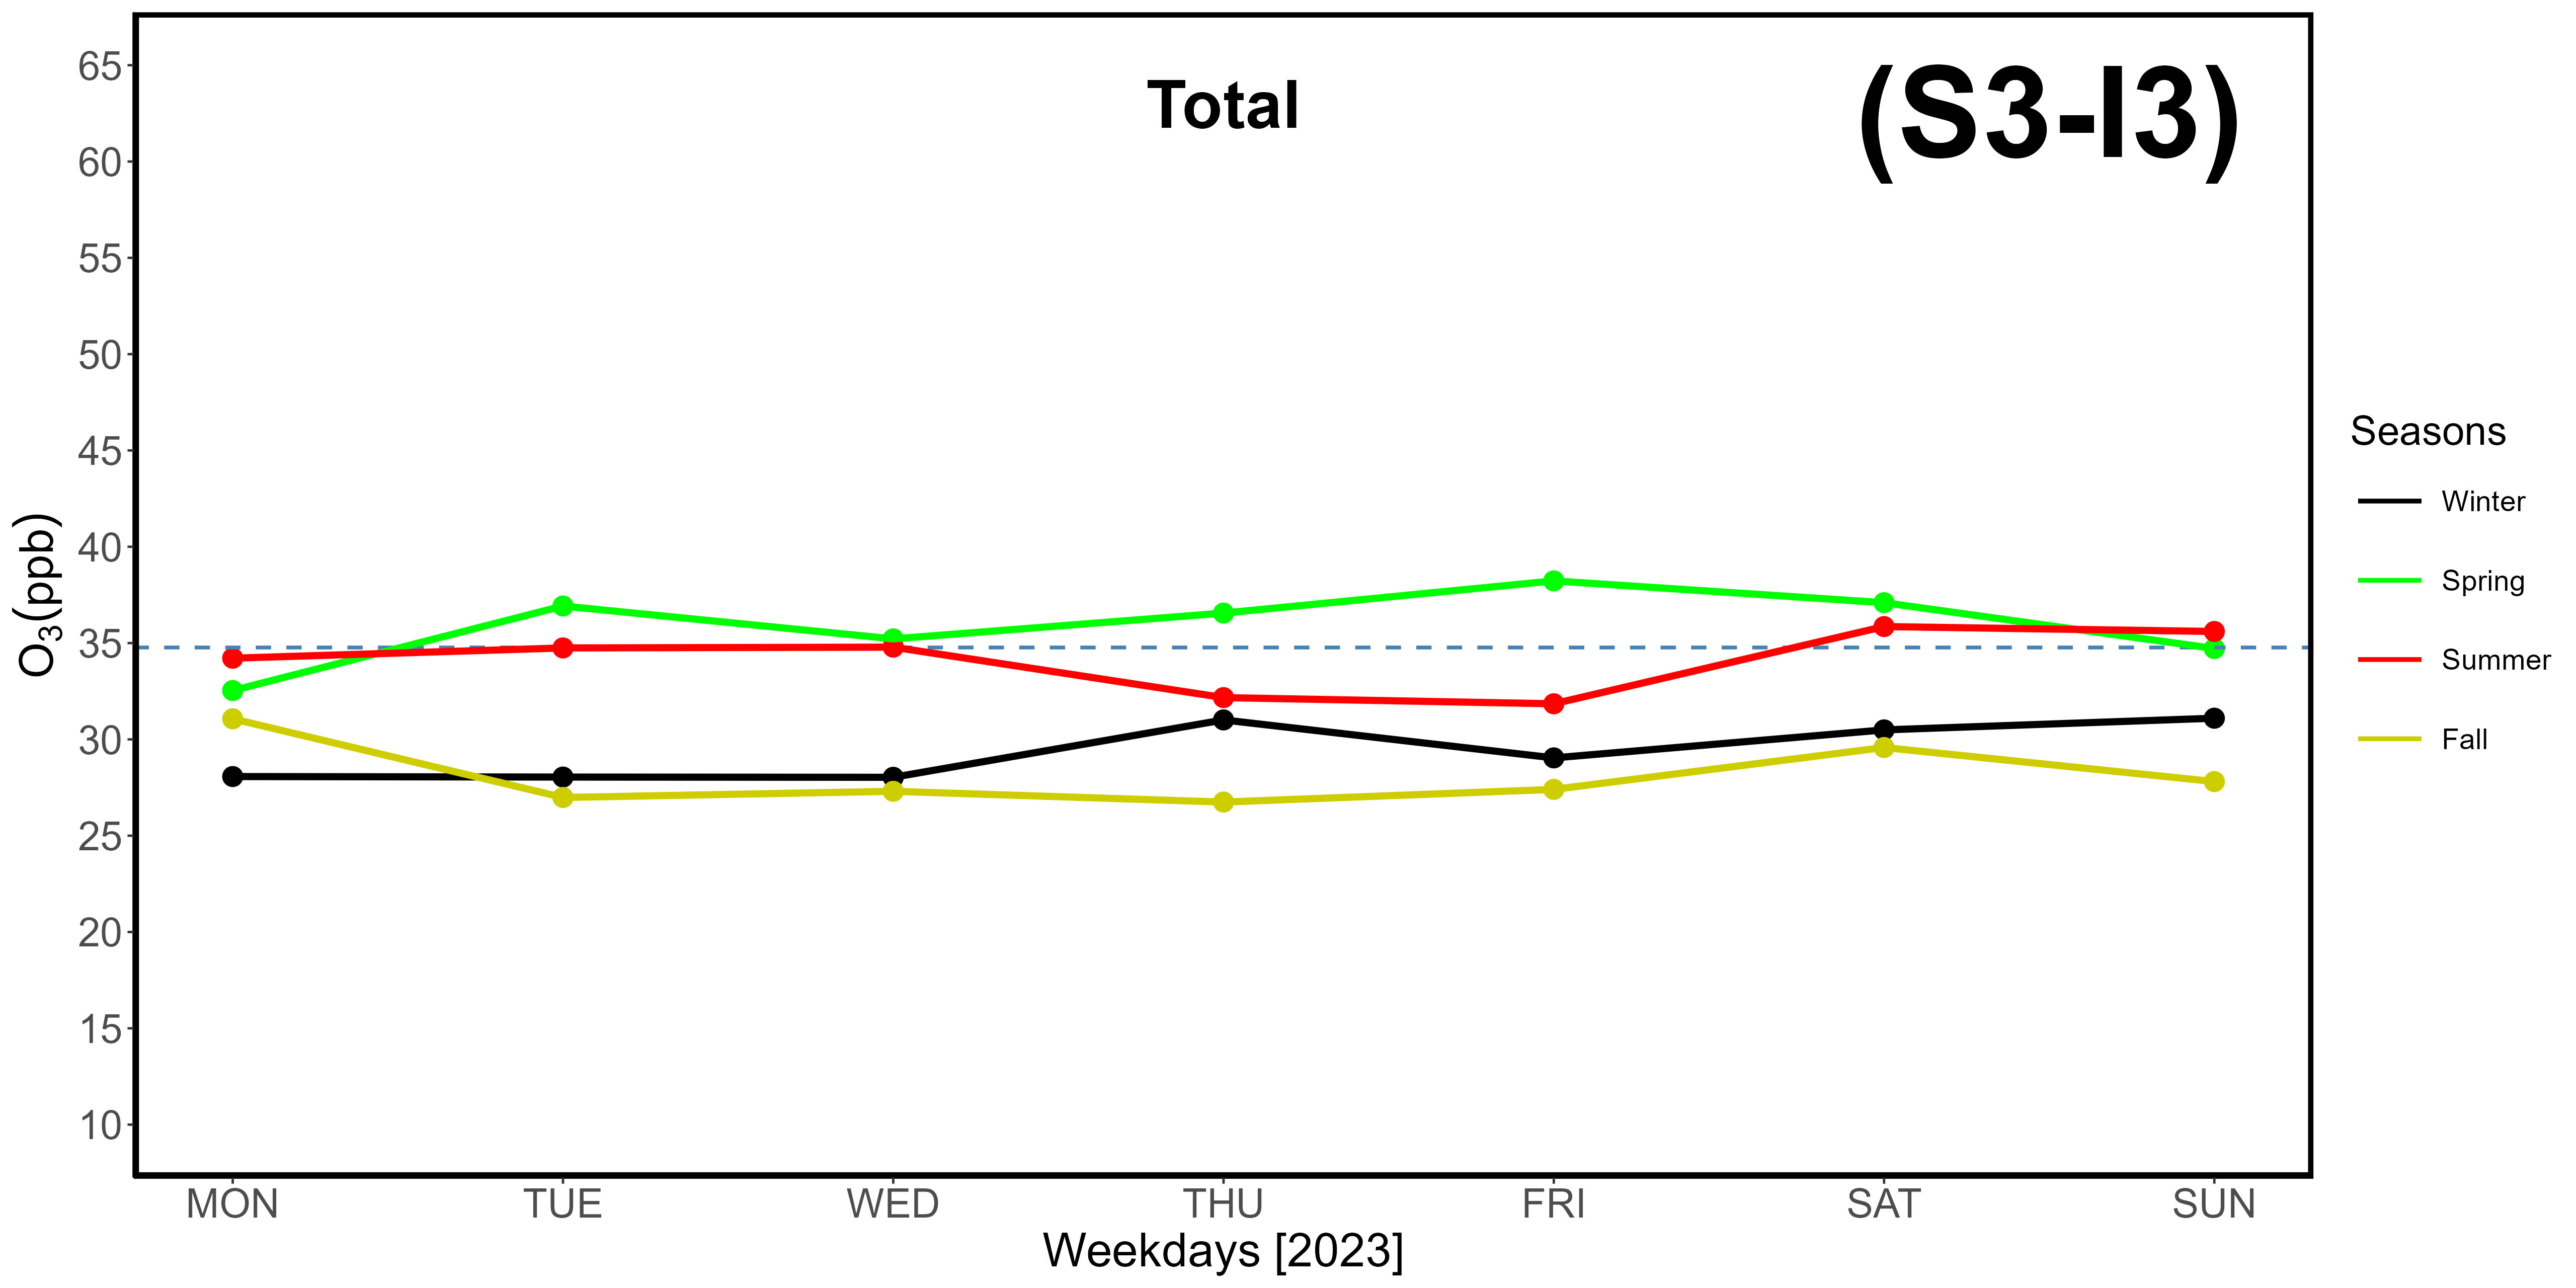 Total
(S3-I3)
65
60
55
50
45
40
35
30
25
20
15
10
O3(ppb)
MON TUE WED THU FRI SAT SUN
Weekdays [2023]
Seasons
Winter
Spring
Summer
Fall